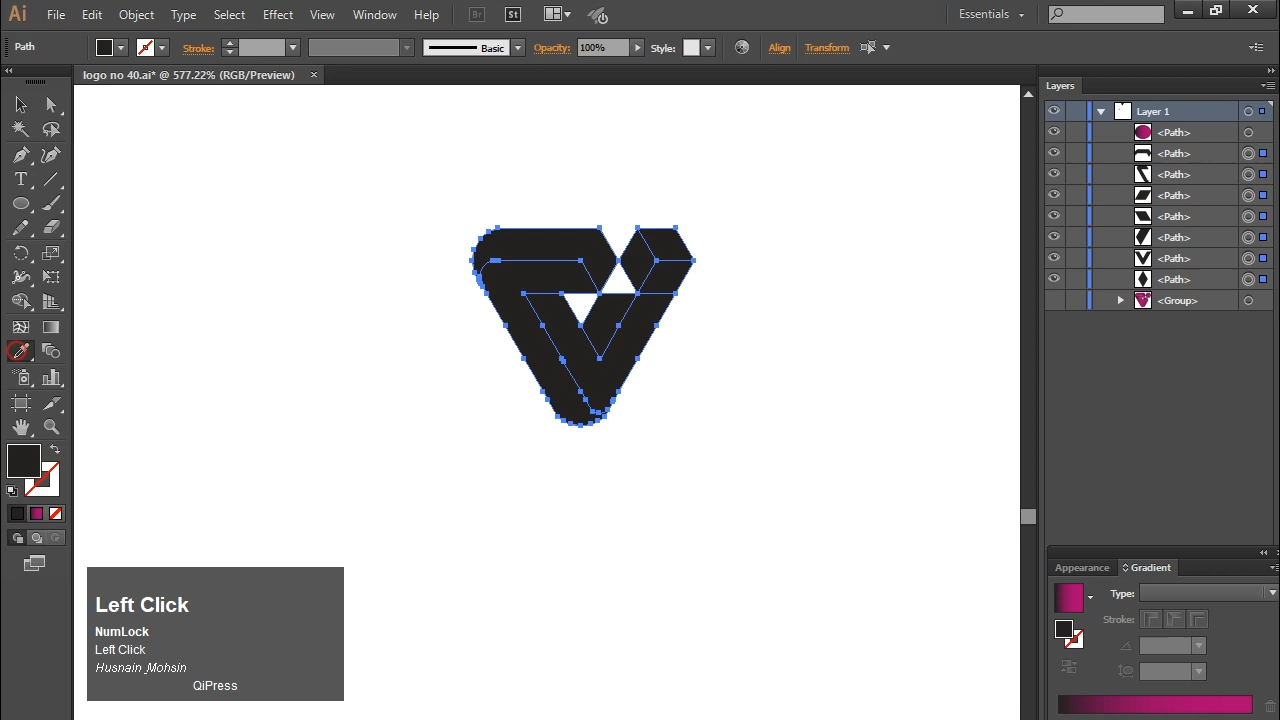 Ai File Edit Object Type Select Effect View Window Help Br St Essentials
Path Stroke: Basic Opacity: 100% Style: Align Transform
logo no 40.ai* @ 577.22% (RGB/Preview) ×
Layers
Layer 1
<Path>
<Path>
<Path>
<Path>
<Path>
<Path>
<Path>
<Path>
<Group>
T
Appearance Gradient
Type:
Stroke:
Left Click
NumLock
Left Click
Husnain_Mohsin
QiPress